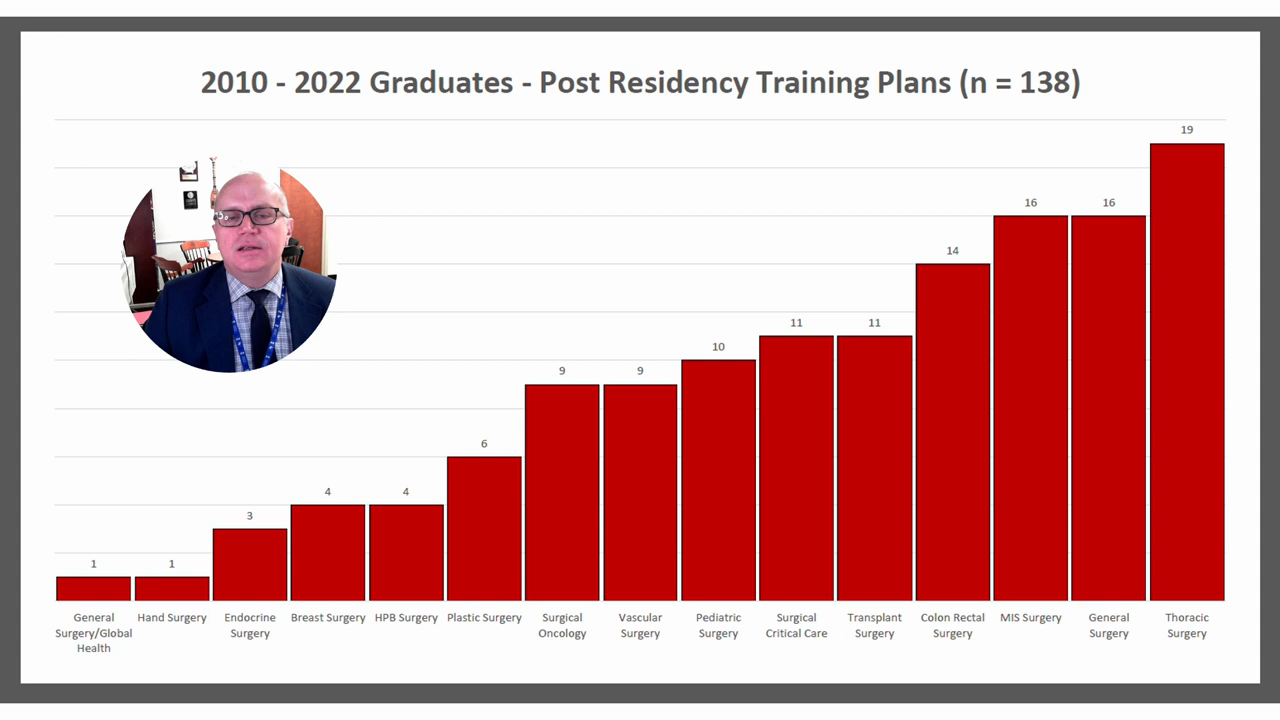 2010 - 2022 Graduates - Post Residency Training Plans (n = 138)
19
16
16
14
11
11
10
9
9
6
4
4
3
1
1
General
Surgery/Global
Health
Hand Surgery
Endocrine
Surgery
Breast Surgery
HPB Surgery
Plastic Surgery
Surgical
Oncology
Vascular
Surgery
Pediatric
Surgery
Surgical
Critical Care
Transplant
Surgery
Colon Rectal
Surgery
MIS Surgery
General
Surgery
Thoracic
Surgery